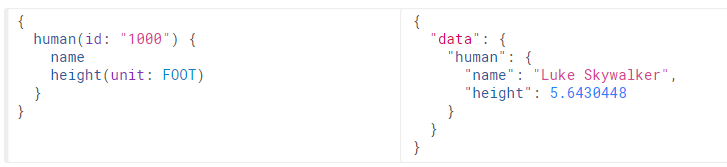 {
  human(id: "1000") {
    name
    height(unit: FOOT)
  }
}
{
  "data": {
    "human": {
      "name": "Luke Skywalker",
      "height": 5.6430448
    }
  }
}